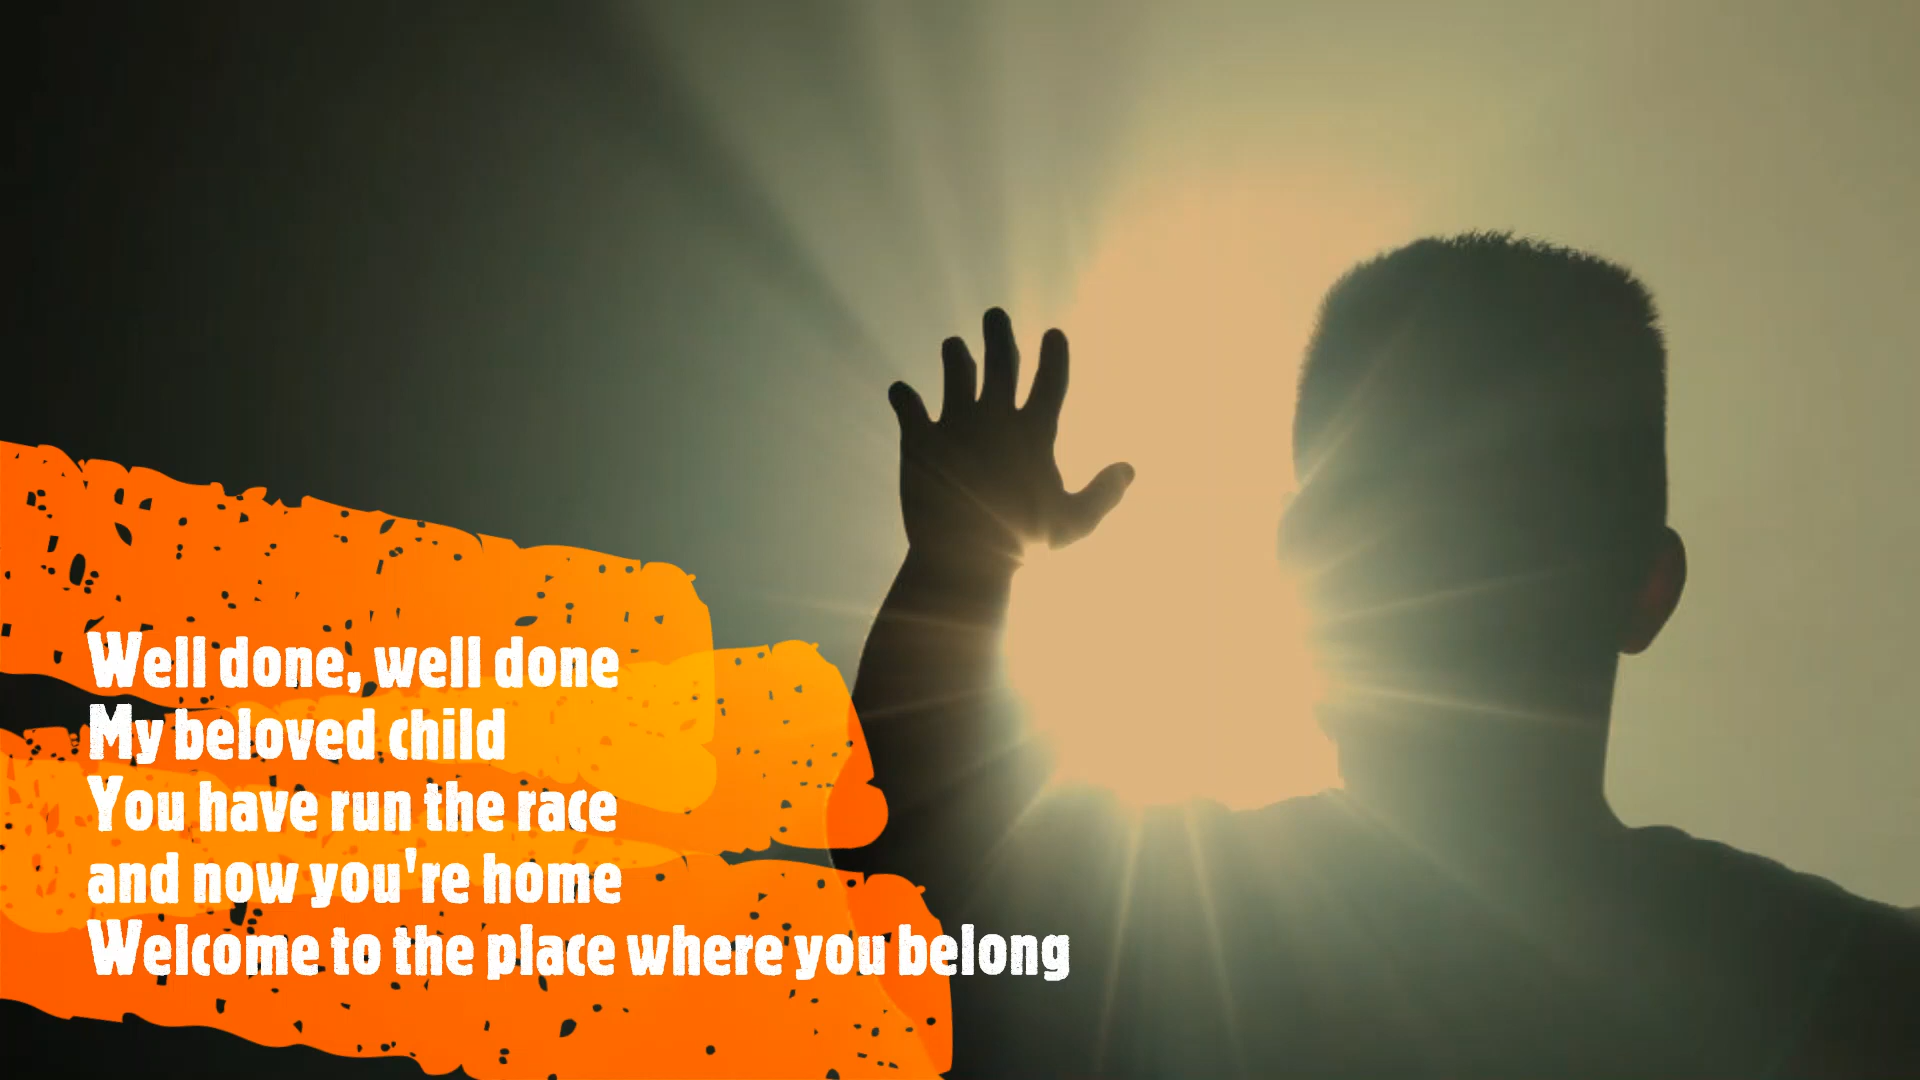 Well done, well done
My beloved child
You have run the race
and now you're home
Welcome to the place where you belong